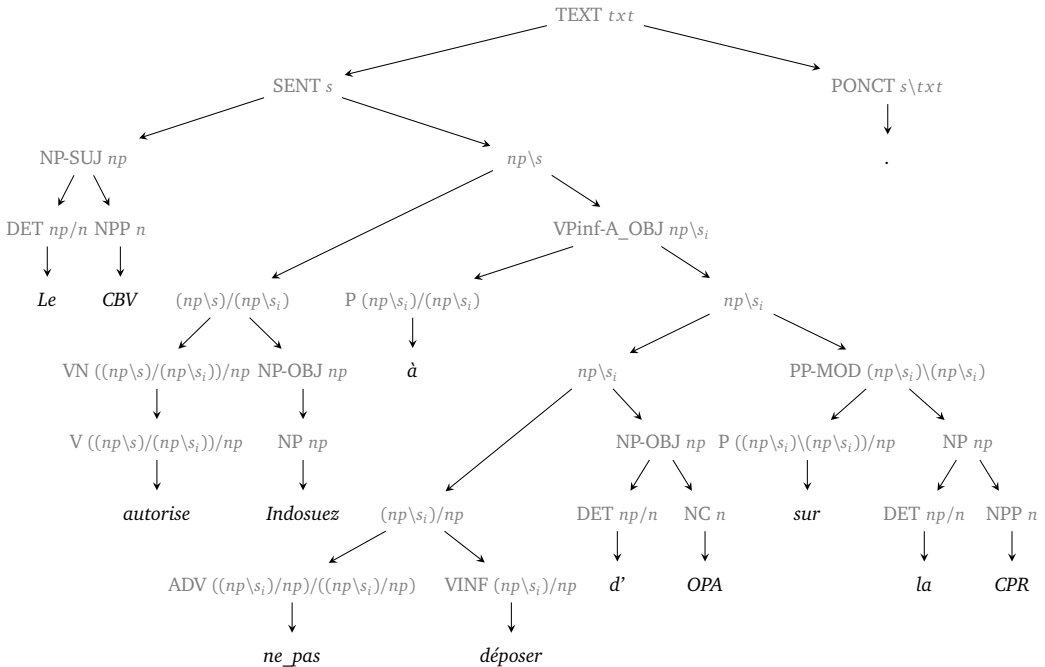 TEXT txt
SENT s PONCT s\txt
NP-SUJ np np\s .
DET np/n NPP n VPinf-A_OBJ np\s_i
Le CBV (np\s)/(np\s_i) P (np\s_i)/(np\s_i) np\s_i
VN ((np\s)/(np\s_i))/np NP-OBJ np à np\s_i PP-MOD (np\s_i)\(np\s_i)
V ((np\s)/(np\s_i))/np NP np NP-OBJ np P ((np\s_i)\(np\s_i))/np NP np
autorise Indosuez (np\s_i)/np DET np/n NC n sur DET np/n NPP n
ADV ((np\s_i)/np)/((np\s_i)/np) VINF (np\s_i)/np d' OPA la CPR
ne_pas déposer